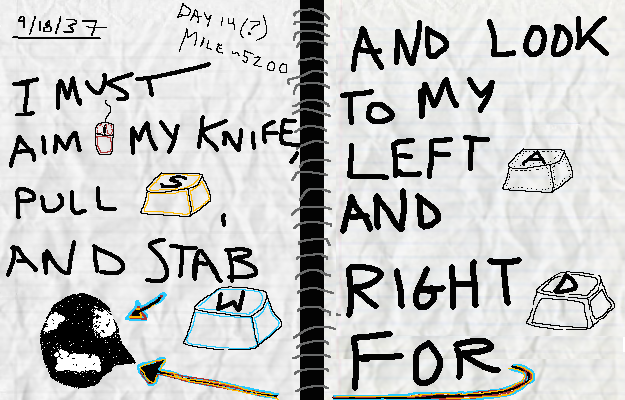 9/18/37
DAY 14(?)
MILE ~5200
I MUST
AIM MY KNIFE,
PULL S,
AND STAB
W
AND LOOK
TO MY
LEFT A
AND
RIGHT D
FOR